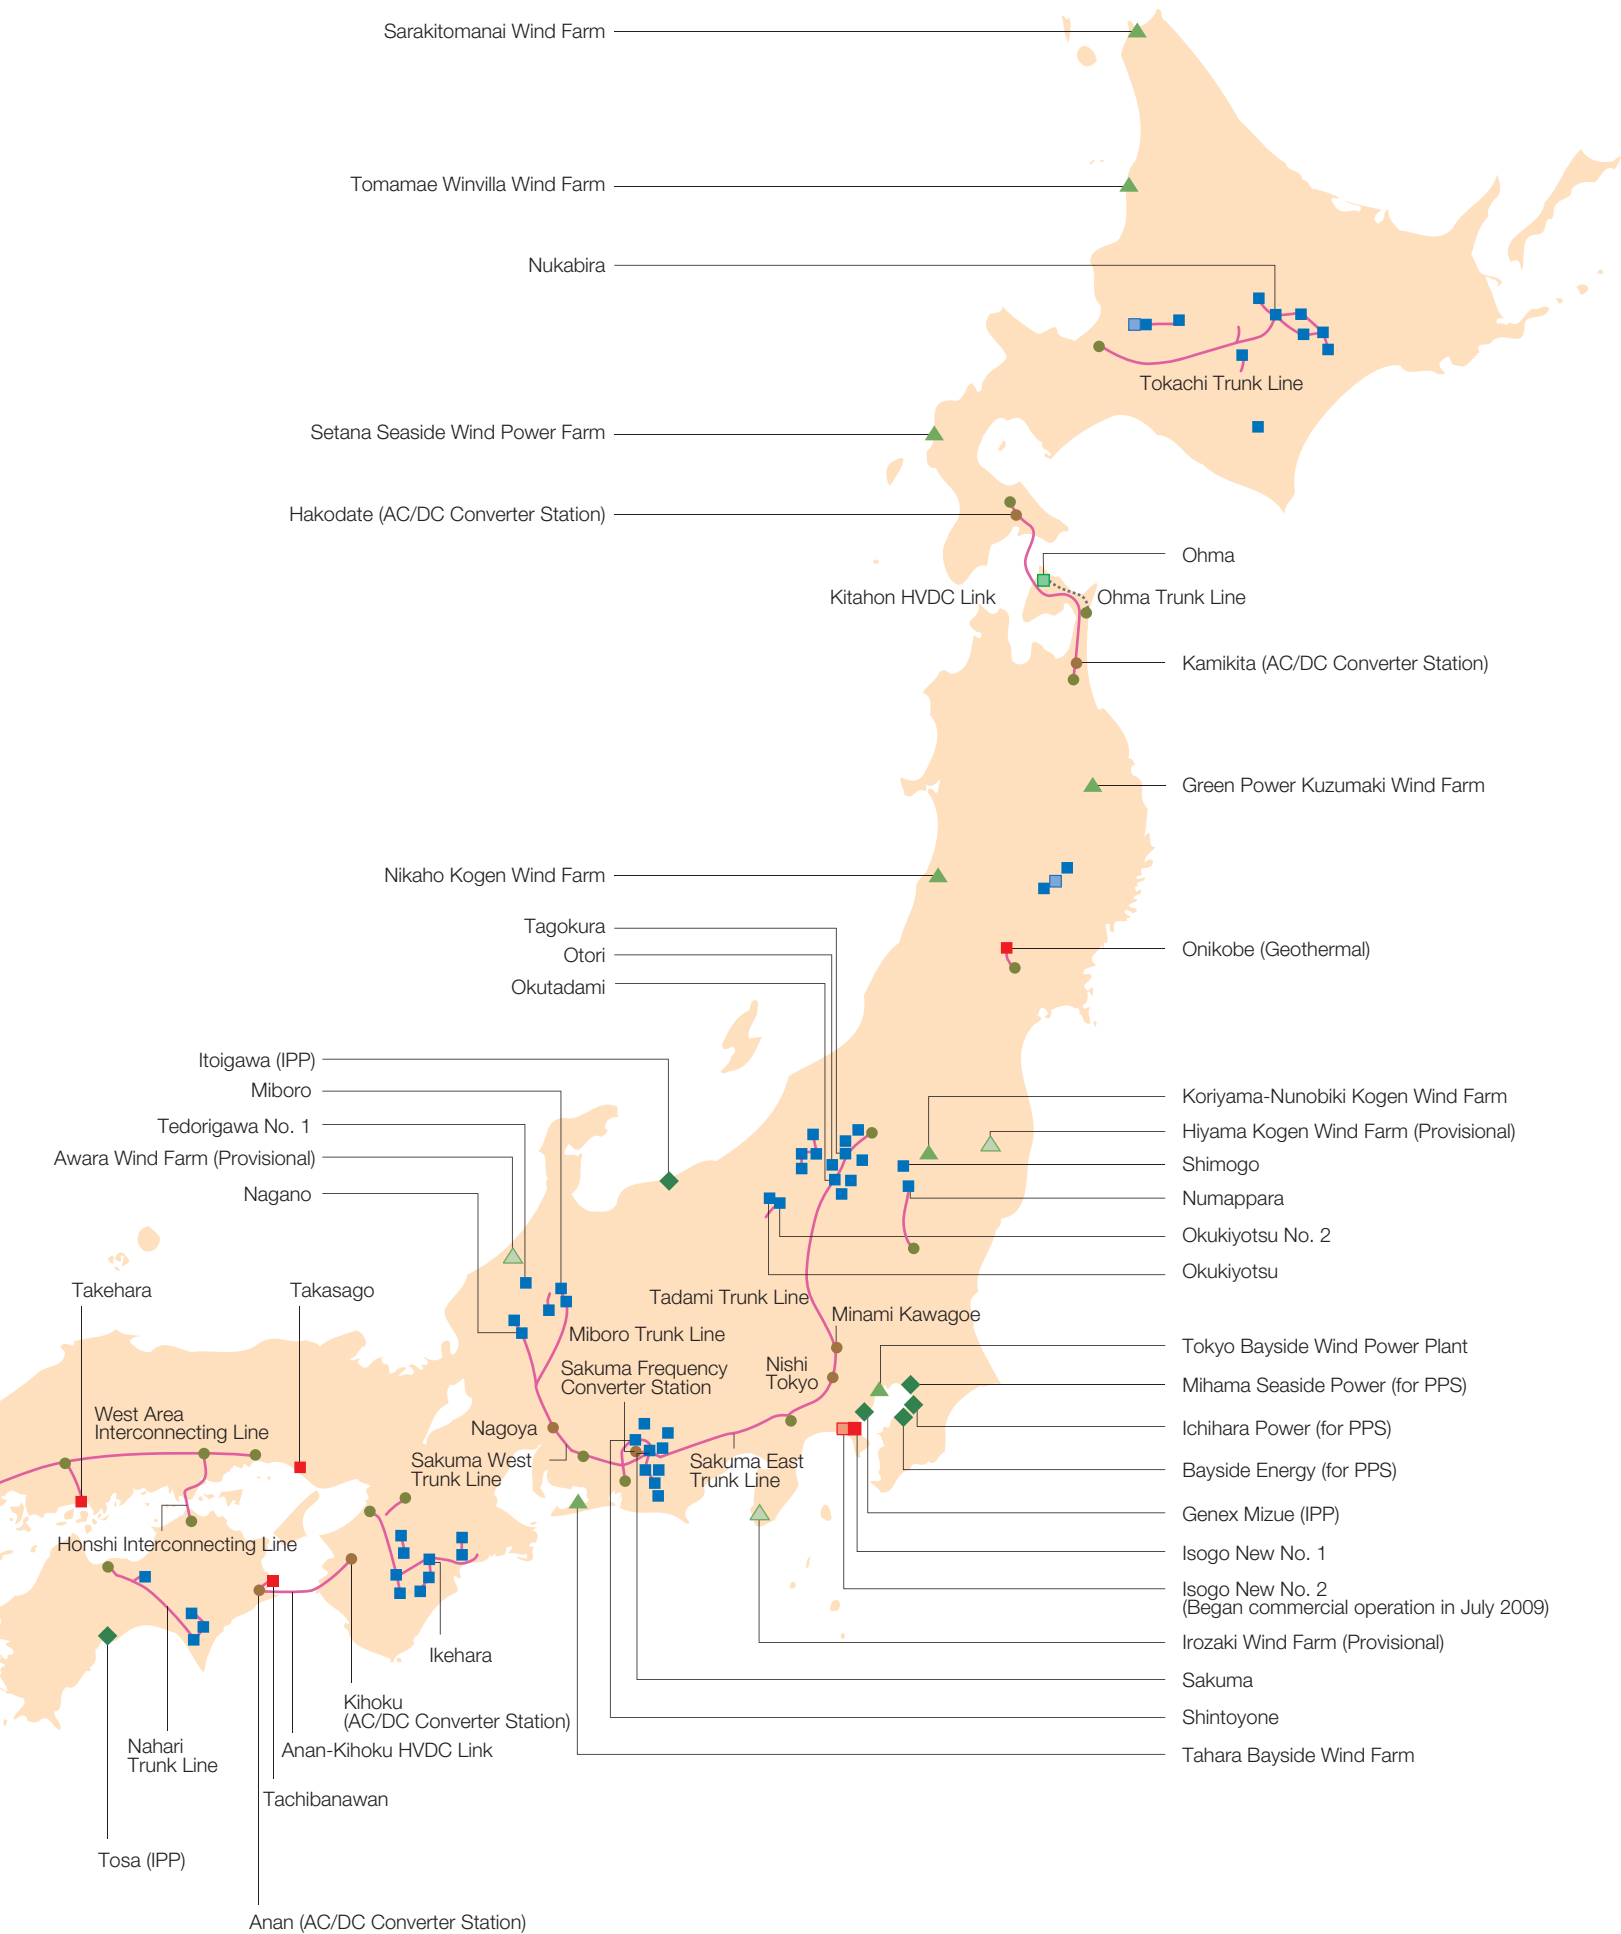 Sarakitomanai Wind Farm
Tomamae Winvilla Wind Farm
Nukabira
Tokachi Trunk Line
Setana Seaside Wind Power Farm
Hakodate (AC/DC Converter Station)
Ohma
Kitahon HVDC Link
Ohma Trunk Line
Kamikita (AC/DC Converter Station)
Green Power Kuzumaki Wind Farm
Nikaho Kogen Wind Farm
Tagokura
Otori
Okutadami
Onikobe (Geothermal)
Itoigawa (IPP)
Miboro
Tedorigawa No. 1
Awara Wind Farm (Provisional)
Nagano
Koriyama-Nunobiki Kogen Wind Farm
Hiyama Kogen Wind Farm (Provisional)
Shimogo
Numappara
Okukiyotsu No. 2
Okukiyotsu
Takehara
Takasago
Tadami Trunk Line
Minami Kawagoe
Miboro Trunk Line
Sakuma Frequency
Converter Station
Nishi
Tokyo
Tokyo Bayside Wind Power Plant
Mihama Seaside Power (for PPS)
Ichihara Power (for PPS)
West Area
Interconnecting Line
Nagoya
Sakuma West
Trunk Line
Sakuma East
Trunk Line
Bayside Energy (for PPS)
Genex Mizue (IPP)
Honshi Interconnecting Line
Isogo New No. 1
Isogo New No. 2
(Began commercial operation in July 2009)
Irozaki Wind Farm (Provisional)
Ikehara
Sakuma
Kihoku
(AC/DC Converter Station)
Shintoyone
Nahari
Trunk Line
Anan-Kihoku HVDC Link
Tahara Bayside Wind Farm
Tachibanawan
Tosa (IPP)
Anan (AC/DC Converter Station)